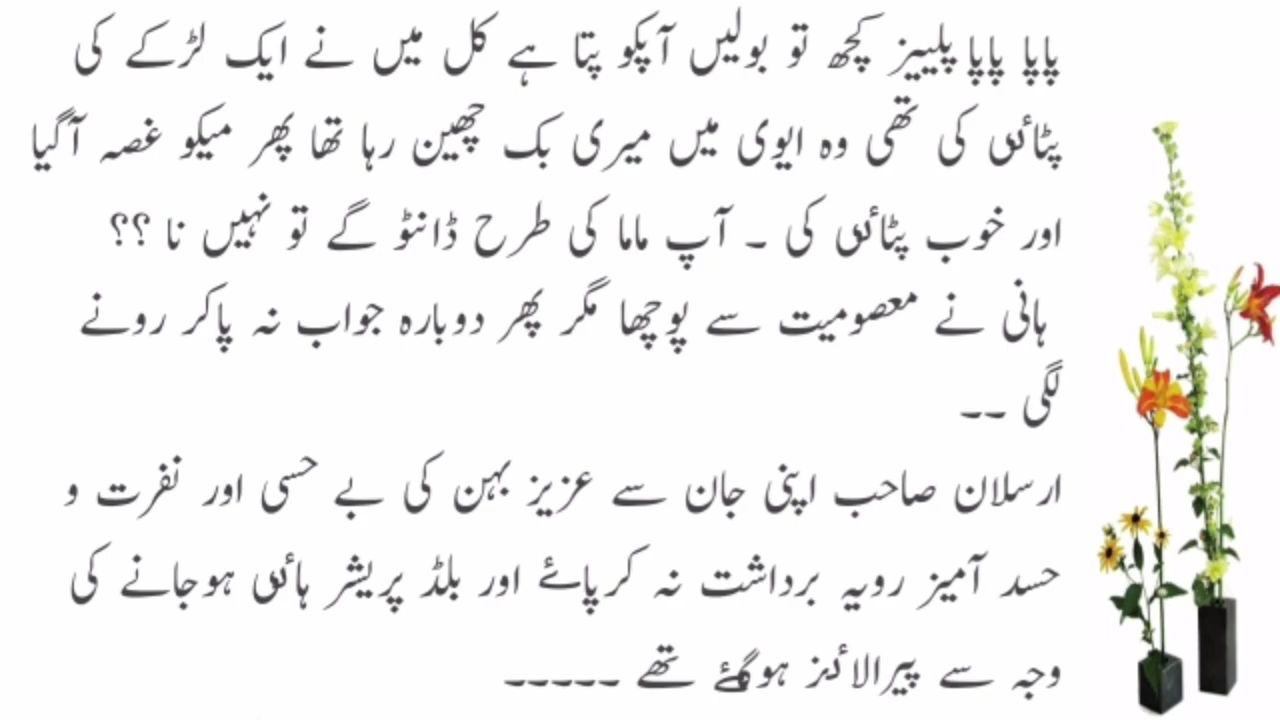 پاپا پاپا پلییز کچھ تو بولیں آپکو پتا ہے کل میں نے ایک لڑکے کی
پٹائی کی تھی وہ ایوی میں میری بک چھین رہا تھا پھر میکو غصہ آگیا
اور خوب پٹائی کی ۔ آپ ماما کی طرح ڈانٹو گے تو نہیں نا ؟؟
ہانی نے معصومیت سے پوچھا مگر پھر دوبارہ جواب نہ پاکر رونے
لگی ۔۔
ارسلان صاحب اپنی جان سے عزیز بہن کی بے حسی اور نفرت و
حسد آمیز رویہ برداشت نہ کرپائے اور بلڈ پریشر ہائی ہوجانے کی
وجہ سے پیرالائز ہوگئے تھے ۔۔۔۔۔